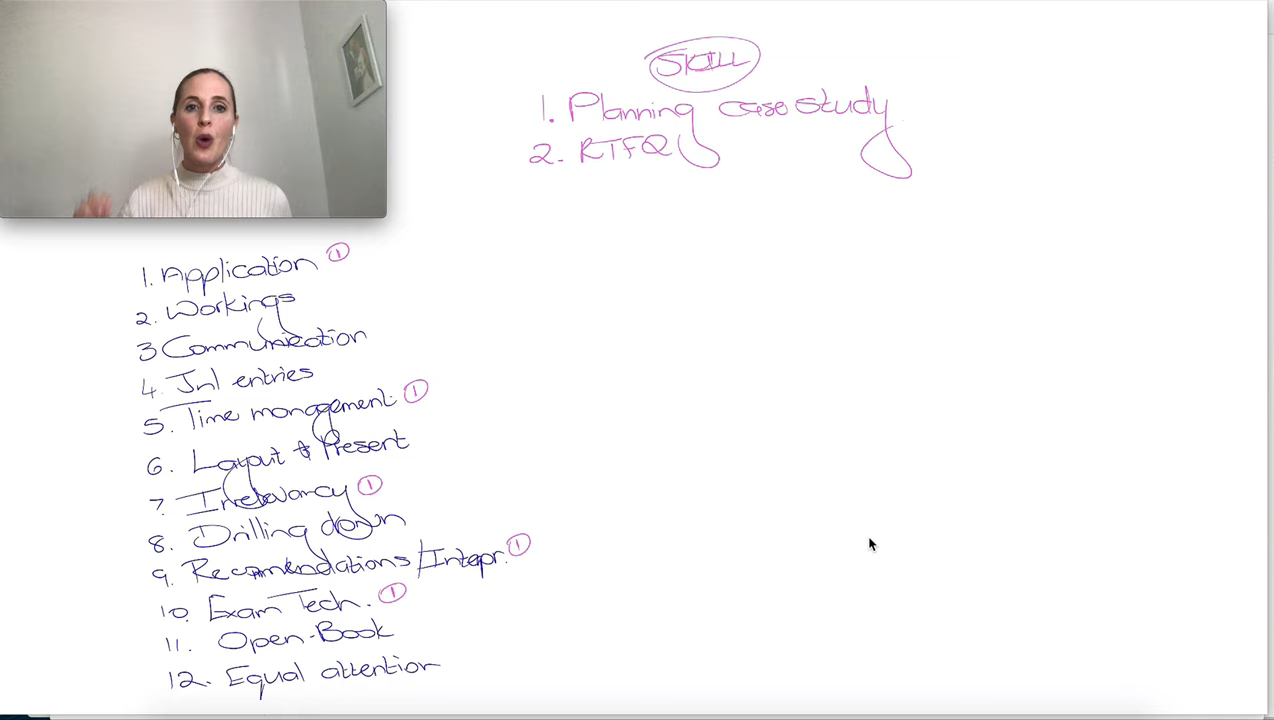 SKILL
1. Planning case study
2. RTFQ
1. Application ①
2. Workings
3 Communication
4. Jnl entries
5. Time management ①
6. Layout & Present
7. Irrelevancy ①
8. Drilling down
9. Recommendations/Interpr. ①
10. Exam Tech. ①
11. Open-Book
12. Equal attention